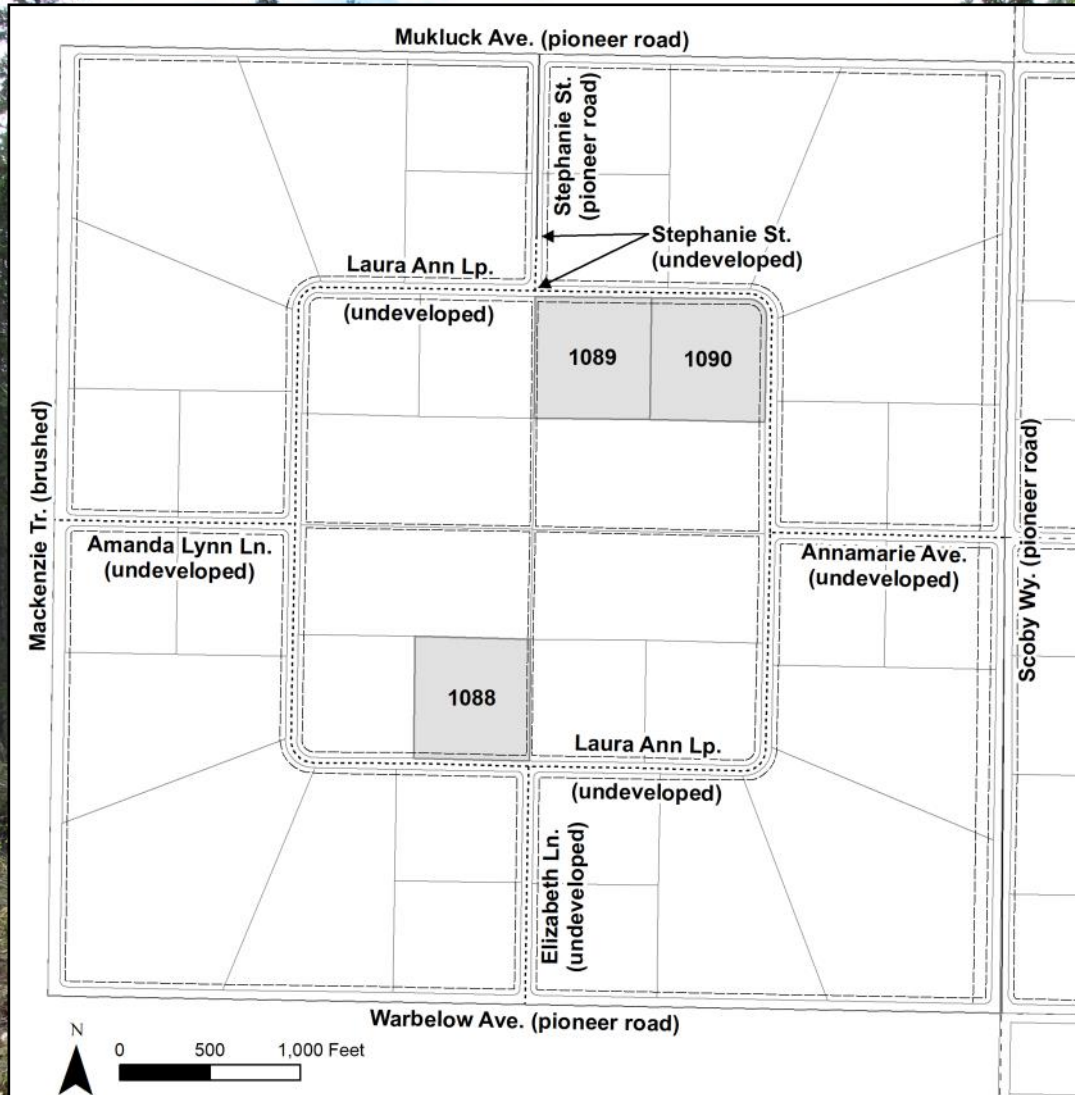 Mukluck Ave. (pioneer road)
Stephanie St.
(pioneer road)
Stephanie St.
(undeveloped)
Laura Ann Lp.
(undeveloped)
1089
1090
Mackenzie Tr. (brushed)
Scoby Wy. (pioneer road)
Amanda Lynn Ln.
(undeveloped)
Annamarie Ave.
(undeveloped)
1088
Laura Ann Lp.
(undeveloped)
Elizabeth Ln.
(undeveloped)
Warbelow Ave. (pioneer road)
N
0 500 1,000 Feet